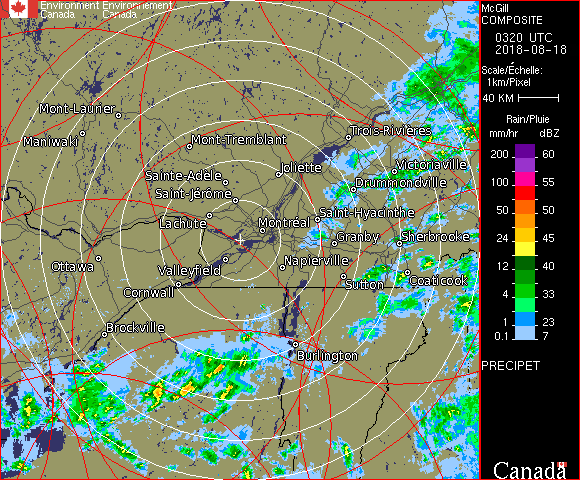 Environment Environnement
Canada Canada
McGill
COMPOSITE
0320 UTC
2018-08-18
Scale/Échelle:
1km/Pixel
40 KM
Rain/Pluie
mm/hr dBZ
200 60
100 55
50 50
24 45
12 40
4 33
1 23
0.1 7
PRECIPET
Canada
Mont-Laurier
Maniwaki
Mont-Tremblant
Trois-Rivières
Sainte-Adèle
Joliette
Victoriaville
Saint-Jérôme
Drummondville
Lachute
Montréal
Saint-Hyacinthe
Granby
Sherbrooke
Ottawa
Valleyfield
Napierville
Cornwall
Sutton
Coaticook
Brockville
Burlington